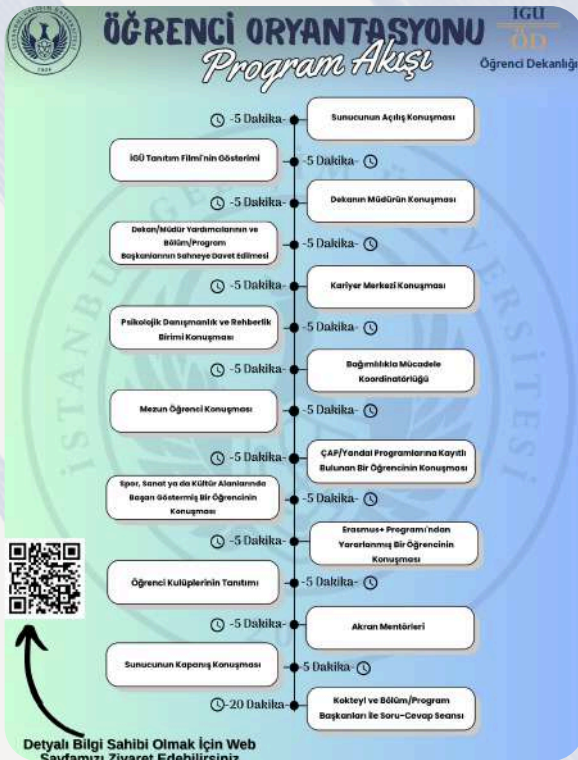 ÖĞRENCİ ORYANTASYONU
Program Akışı
İGÜ
ÖD
Öğrenci Dekanlığı
-5 Dakika-
Sunucunun Açılış Konuşması
İGÜ Tanıtım Filmi'nin Gösterimi
-5 Dakika-
-5 Dakika-
Dekanın Müdürün Konuşması
Dekan/Müdür Yardımcılarının ve
Bölüm/Program
Başkanlarının Sahneye Davet Edilmesi
-5 Dakika-
-5 Dakika-
Kariyer Merkezi Konuşması
Psikolojik Danışmanlık ve Rehberlik
Birimi Konuşması
-5 Dakika-
-5 Dakika-
Bağımlılıkla Mücadele
Koordinatörlüğü
Mezun Öğrenci Konuşması
-5 Dakika-
-5 Dakika-
ÇAP/Yandal Programlarına Kayıtlı
Bulunan Bir Öğrencinin Konuşması
Spor, Sanat ya da Kültür Alanlarında
Başarı Göstermiş Bir Öğrencinin
Konuşması
-5 Dakika-
-5 Dakika-
Erasmus+ Programı'ndan
Yararlanmış Bir Öğrencinin
Konuşması
Öğrenci Kulüplerinin Tanıtımı
-5 Dakika-
-5 Dakika-
Akran Mentörleri
Sunucunun Kapanış Konuşması
5 Dakika-
-20 Dakika-
Kokteyl ve Bölüm/Program
Başkanları İle Soru-Cevap Seansı
Detyalı Bilgi Sahibi Olmak İçin Web
Sayfamızı Ziyaret Edebilirsiniz